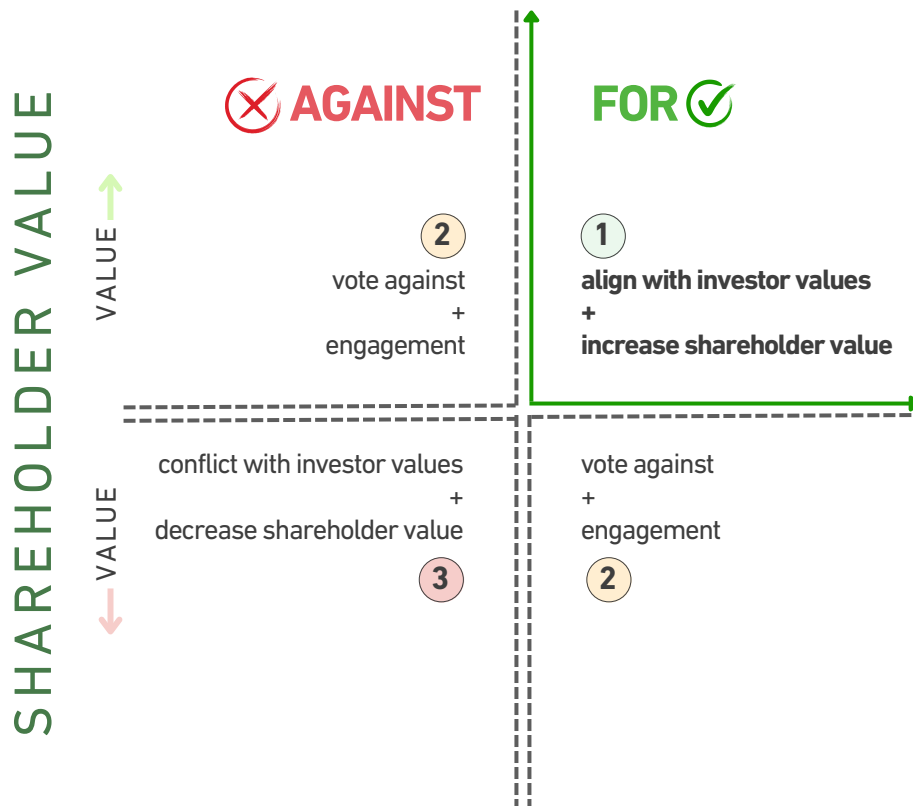 SHAREHOLDER VALUE
VALUE
VALUE
AGAINST
FOR
2
vote against
+
engagement
1
align with investor values
+
increase shareholder value
conflict with investor values
+
decrease shareholder value
3
vote against
+
engagement
2